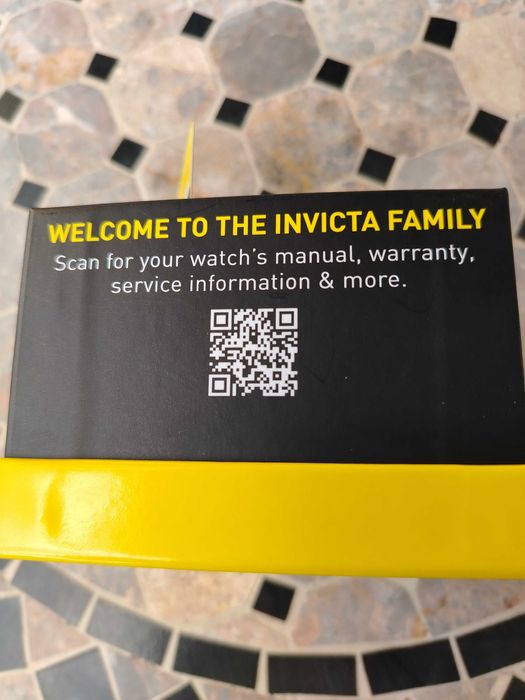 WELCOME TO THE INVICTA FAMILY
Scan for your watch's manual, warranty,
service information & more.